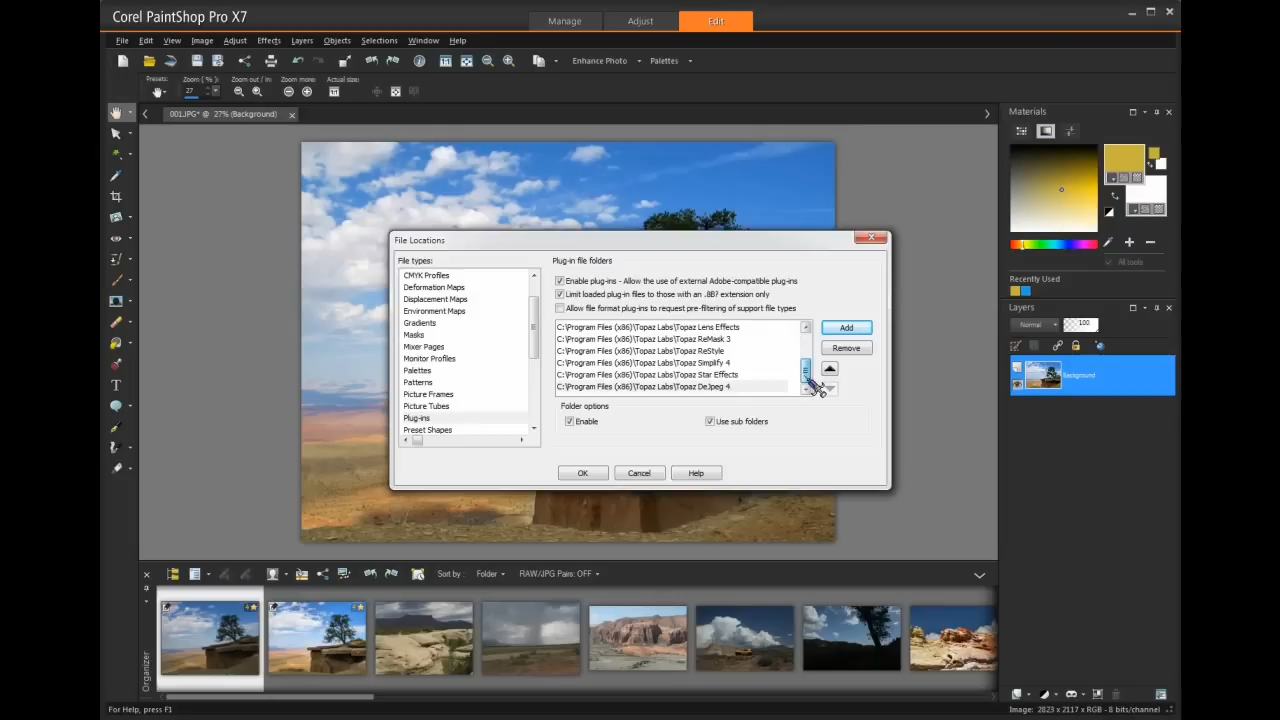 Corel PaintShop Pro X7
Manage
Adjust
Edit
File Edit View Image Adjust Effects Layers Objects Selections Window Help
Enhance Photo
Palettes
Presets:
Zoom ( % ):
Zoom out / In:
Zoom more:
Actual size:
27
001.JPG* @ 27% (Background)
File Locations
File types:
CMYK Profiles
Deformation Maps
Displacement Maps
Environment Maps
Gradients
Masks
Mixer Pages
Monitor Profiles
Palettes
Patterns
Picture Frames
Picture Tubes
Plug-ins
Preset Shapes
Plug-in file folders
Enable plug-ins - Allow the use of external Adobe-compatible plug-ins
Limit loaded plug-in files to those with an .8B? extension only
Allow file format plug-ins to request pre-filtering of support file types
C:\Program Files (x86)\Topaz Labs\Topaz Lens Effects
C:\Program Files (x86)\Topaz Labs\Topaz ReMask 3
C:\Program Files (x86)\Topaz Labs\Topaz ReStyle
C:\Program Files (x86)\Topaz Labs\Topaz Simplify 4
C:\Program Files (x86)\Topaz Labs\Topaz Star Effects
C:\Program Files (x86)\Topaz Labs\Topaz DeJpeg 4
Add
Remove
Folder options
Enable
Use sub folders
OK
Cancel
Help
Materials
All tools
Recently Used
Layers
Normal
100
Background
Sort by :
Folder
RAW/JPG Pairs: OFF
Organizer
4
4
For Help, press F1
Image: 2823 x 2117 x RGB - 8 bits/channel